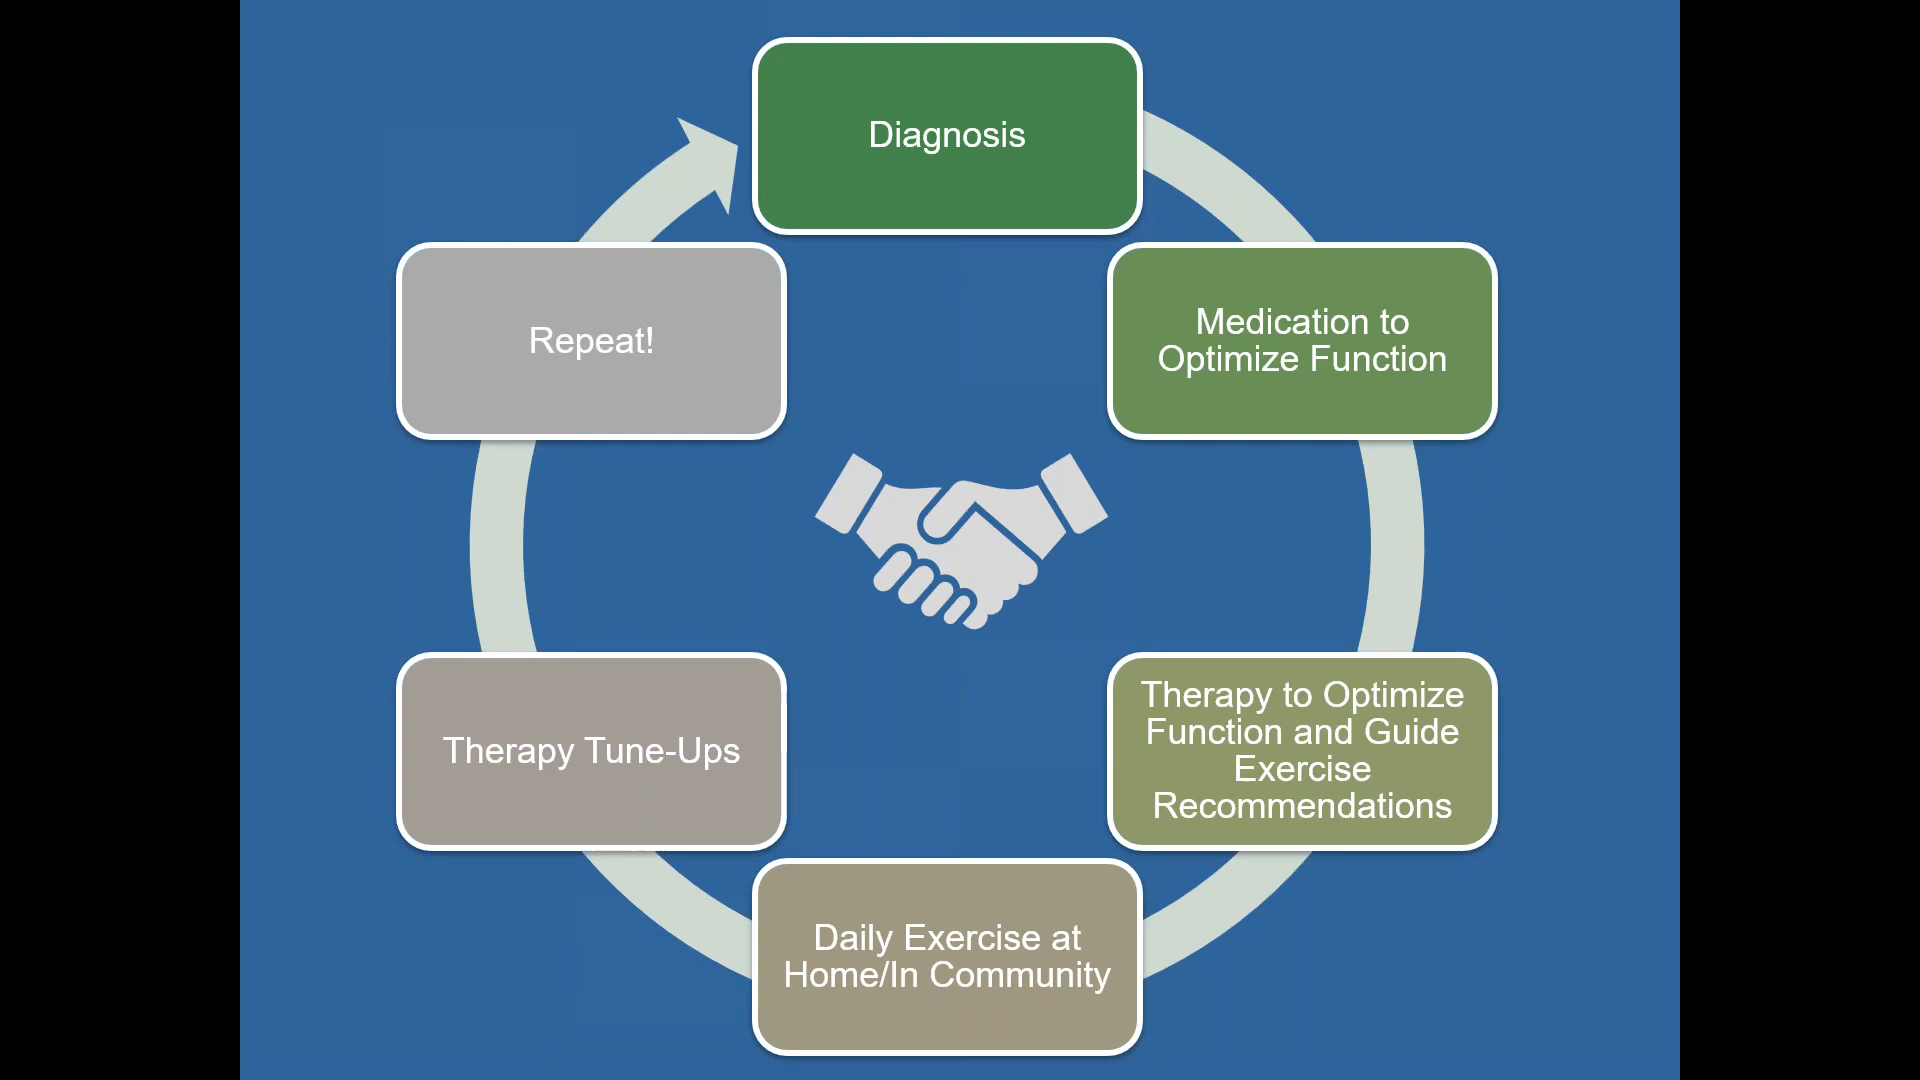 Diagnosis
Medication to
Optimize Function
Therapy to Optimize
Function and Guide
Exercise
Recommendations
Daily Exercise at
Home/In Community
Therapy Tune-Ups
Repeat!